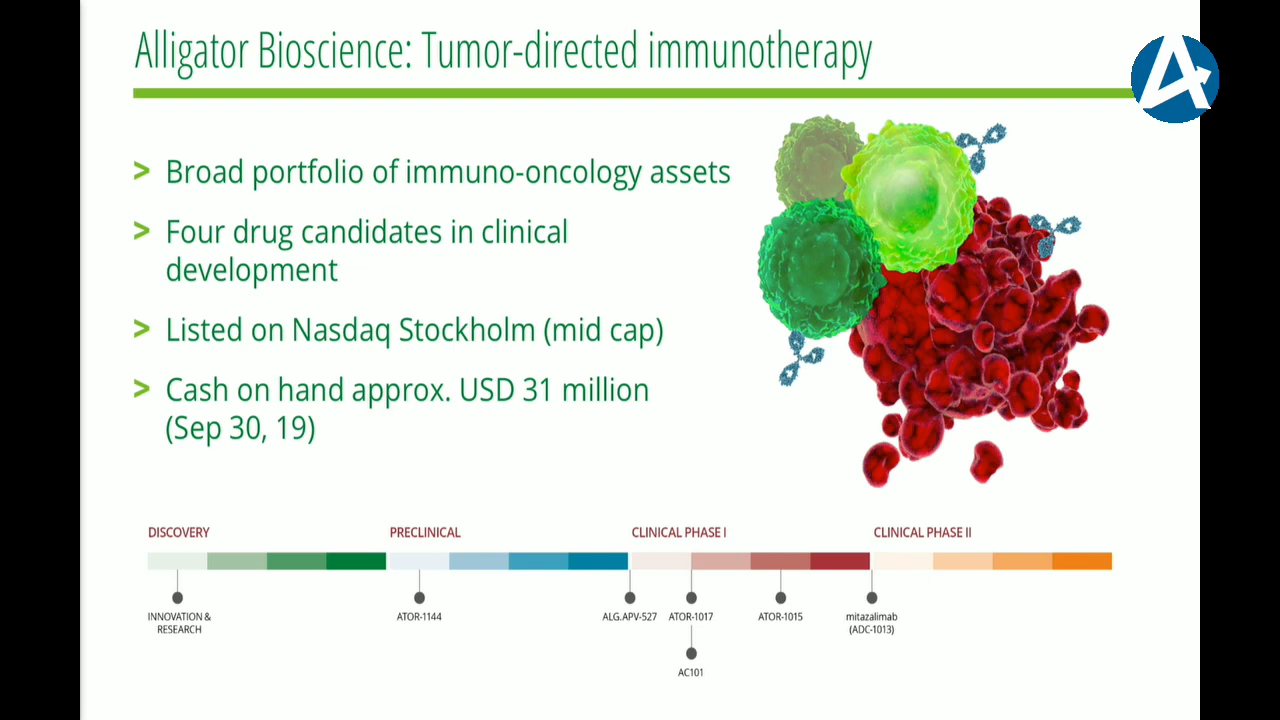 Alligator Bioscience: Tumor-directed immunotherapy
> Broad portfolio of immuno-oncology assets
> Four drug candidates in clinical
development
> Listed on Nasdaq Stockholm (mid cap)
> Cash on hand approx. USD 31 million
(Sep 30, 19)
DISCOVERY PRECLINICAL CLINICAL PHASE I CLINICAL PHASE II
INNOVATION & ATOR-1144 ALG.APV-527 ATOR-1017 ATOR-1015 mitazalimab
RESEARCH (ADC-1013)
AC101